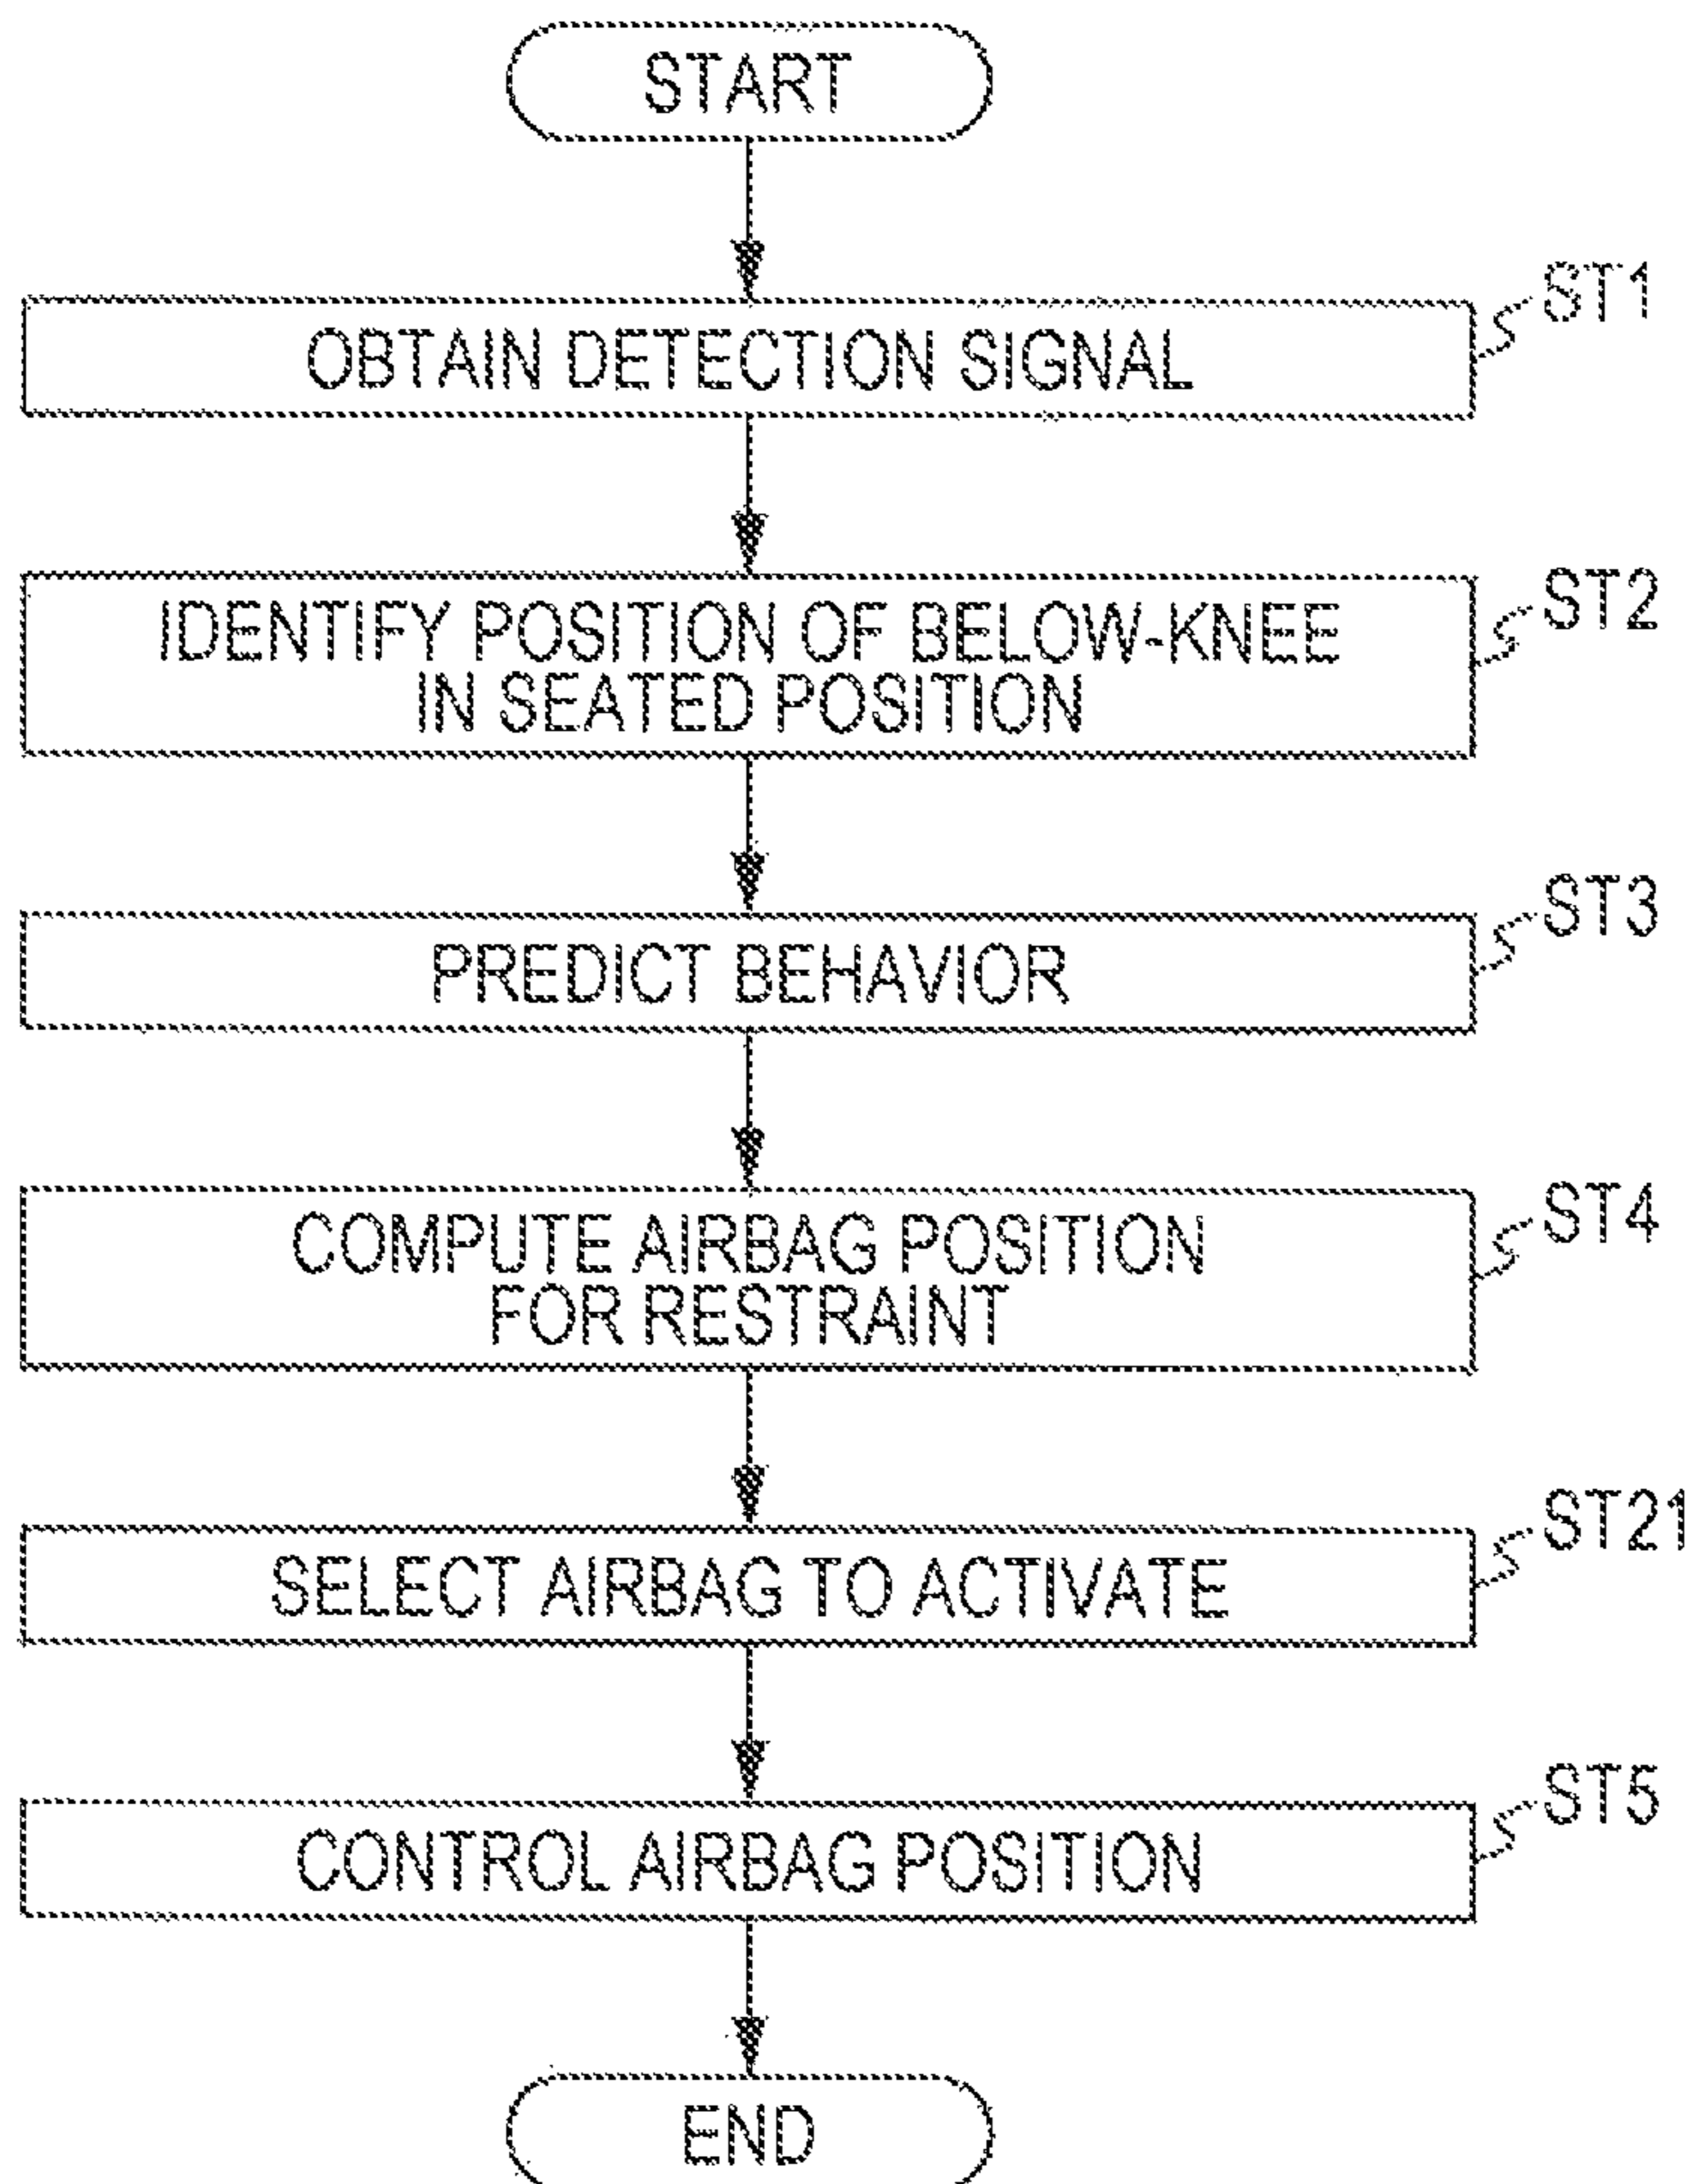 START
ST1
OBTAIN DETECTION SIGNAL
ST2
IDENTIFY POSITION OF BELOW-KNEE
IN SEATED POSITION
ST3
PREDICT BEHAVIOR
ST4
COMPUTE AIRBAG POSITION
FOR RESTRAINT
ST21
SELECT AIRBAG TO ACTIVATE
ST5
CONTROL AIRBAG POSITION
END